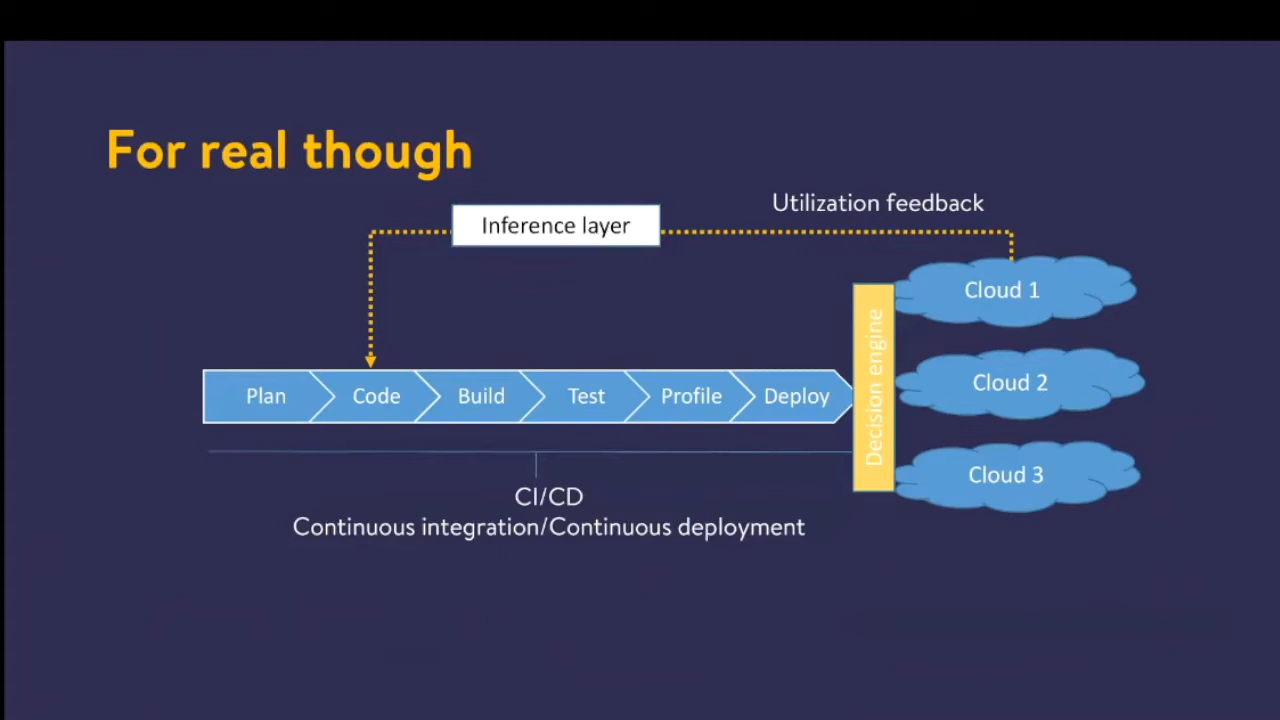 For real though
Utilization feedback
Inference layer
Cloud 1
Decision engine
Cloud 2
Plan
Code
Build
Test
Profile
Deploy
Cloud 3
CI/CD
Continuous integration/Continuous deployment